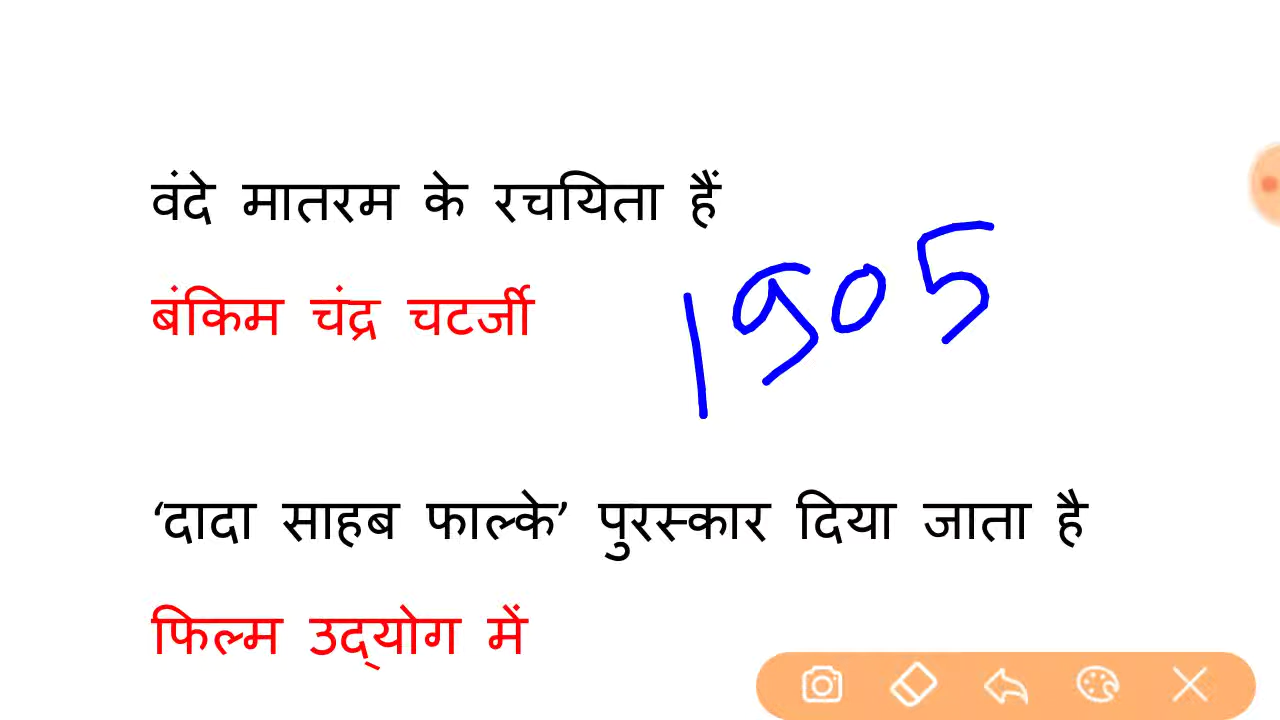 वंदे मातरम के रचयिता हैं
बंकिम चंद्र चटर्जी
1905
‘दादा साहब फाल्के’ पुरस्कार दिया जाता है
फिल्म उद्‌योग में